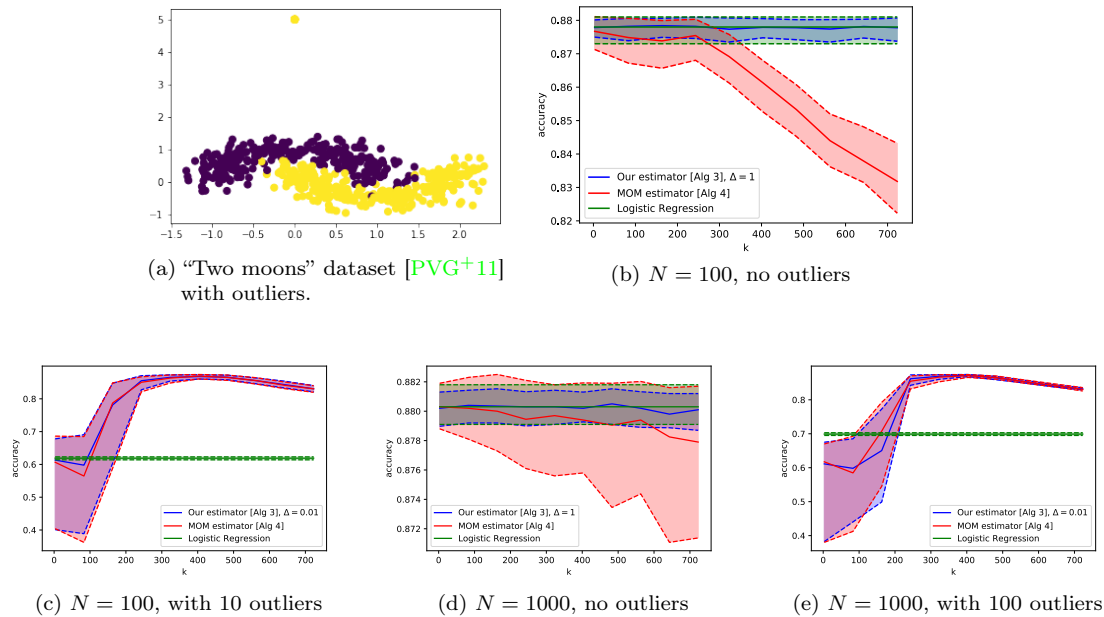 5
4
3
2
1
0
−1
−1.5
−1.0
−0.5
0.0
0.5
1.0
1.5
2.0
(a) “Two moons” dataset [PVG+11]
with outliers.
0.88
0.87
0.86
0.85
0.84
0.83
0.82
accuracy
Our estimator [Alg 3], Δ = 1
MOM estimator [Alg 4]
Logistic Regression
0 100 200 300 400 500 600 700
k
(b) N = 100, no outliers
0.8
0.7
0.6
0.5
0.4
accuracy
Our estimator [Alg 3], Δ = 0.01
MOM estimator [Alg 4]
Logistic Regression
0 100 200 300 400 500 600 700
k
(c) N = 100, with 10 outliers
0.882
0.880
0.878
0.876
0.874
0.872
accuracy
Our estimator [Alg 3], Δ = 1
MOM estimator [Alg 4]
Logistic Regression
0 100 200 300 400 500 600 700
k
(d) N = 1000, no outliers
0.8
0.7
0.6
0.5
0.4
accuracy
Our estimator [Alg 3], Δ = 0.01
MOM estimator [Alg 4]
Logistic Regression
0 100 200 300 400 500 600 700
k
(e) N = 1000, with 100 outliers